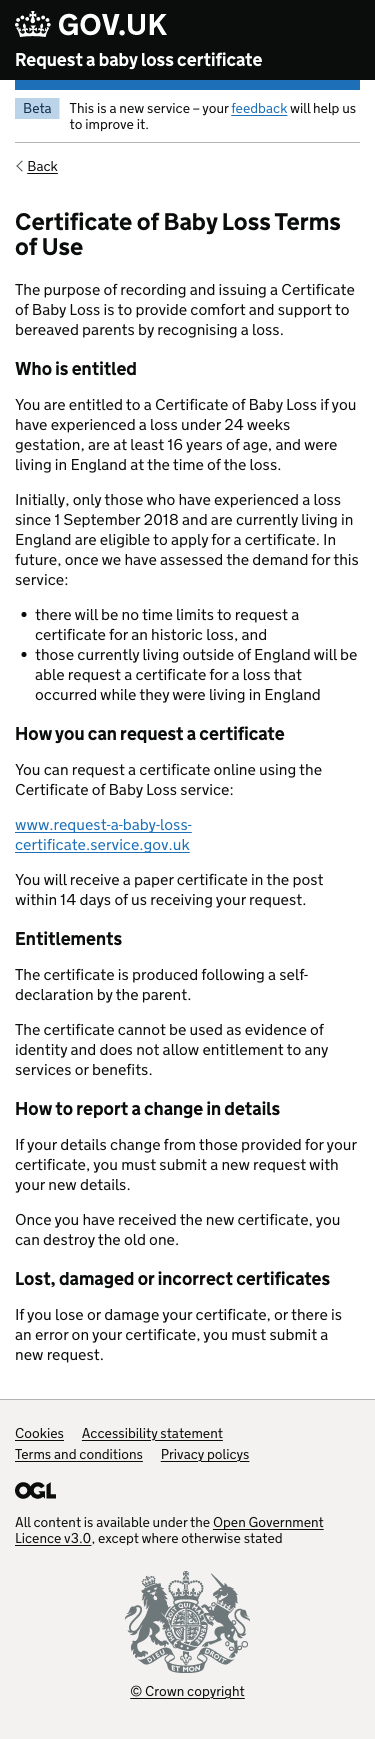 GOV.UK
Request a baby loss certificate
Beta
This is a new service – your feedback will help us
to improve it.
Back
Certificate of Baby Loss Terms
of Use
The purpose of recording and issuing a Certificate
of Baby Loss is to provide comfort and support to
bereaved parents by recognising a loss.
Who is entitled
You are entitled to a Certificate of Baby Loss if you
have experienced a loss under 24 weeks
gestation, are at least 16 years of age, and were
living in England at the time of the loss.
Initially, only those who have experienced a loss
since 1 September 2018 and are currently living in
England are eligible to apply for a certificate. In
future, once we have assessed the demand for this
service:
• there will be no time limits to request a
certificate for an historic loss, and
• those currently living outside of England will be
able request a certificate for a loss that
occurred while they were living in England
How you can request a certificate
You can request a certificate online using the
Certificate of Baby Loss service:
www.request-a-baby-loss-
certificate.service.gov.uk
You will receive a paper certificate in the post
within 14 days of us receiving your request.
Entitlements
The certificate is produced following a self-
declaration by the parent.
The certificate cannot be used as evidence of
identity and does not allow entitlement to any
services or benefits.
How to report a change in details
If your details change from those provided for your
certificate, you must submit a new request with
your new details.
Once you have received the new certificate, you
can destroy the old one.
Lost, damaged or incorrect certificates
If you lose or damage your certificate, or there is
an error on your certificate, you must submit a
new request.
Cookies Accessibility statement
Terms and conditions Privacy policys
OGL
All content is available under the Open Government
Licence v3.0, except where otherwise stated
DIEU ET MON
© Crown copyright